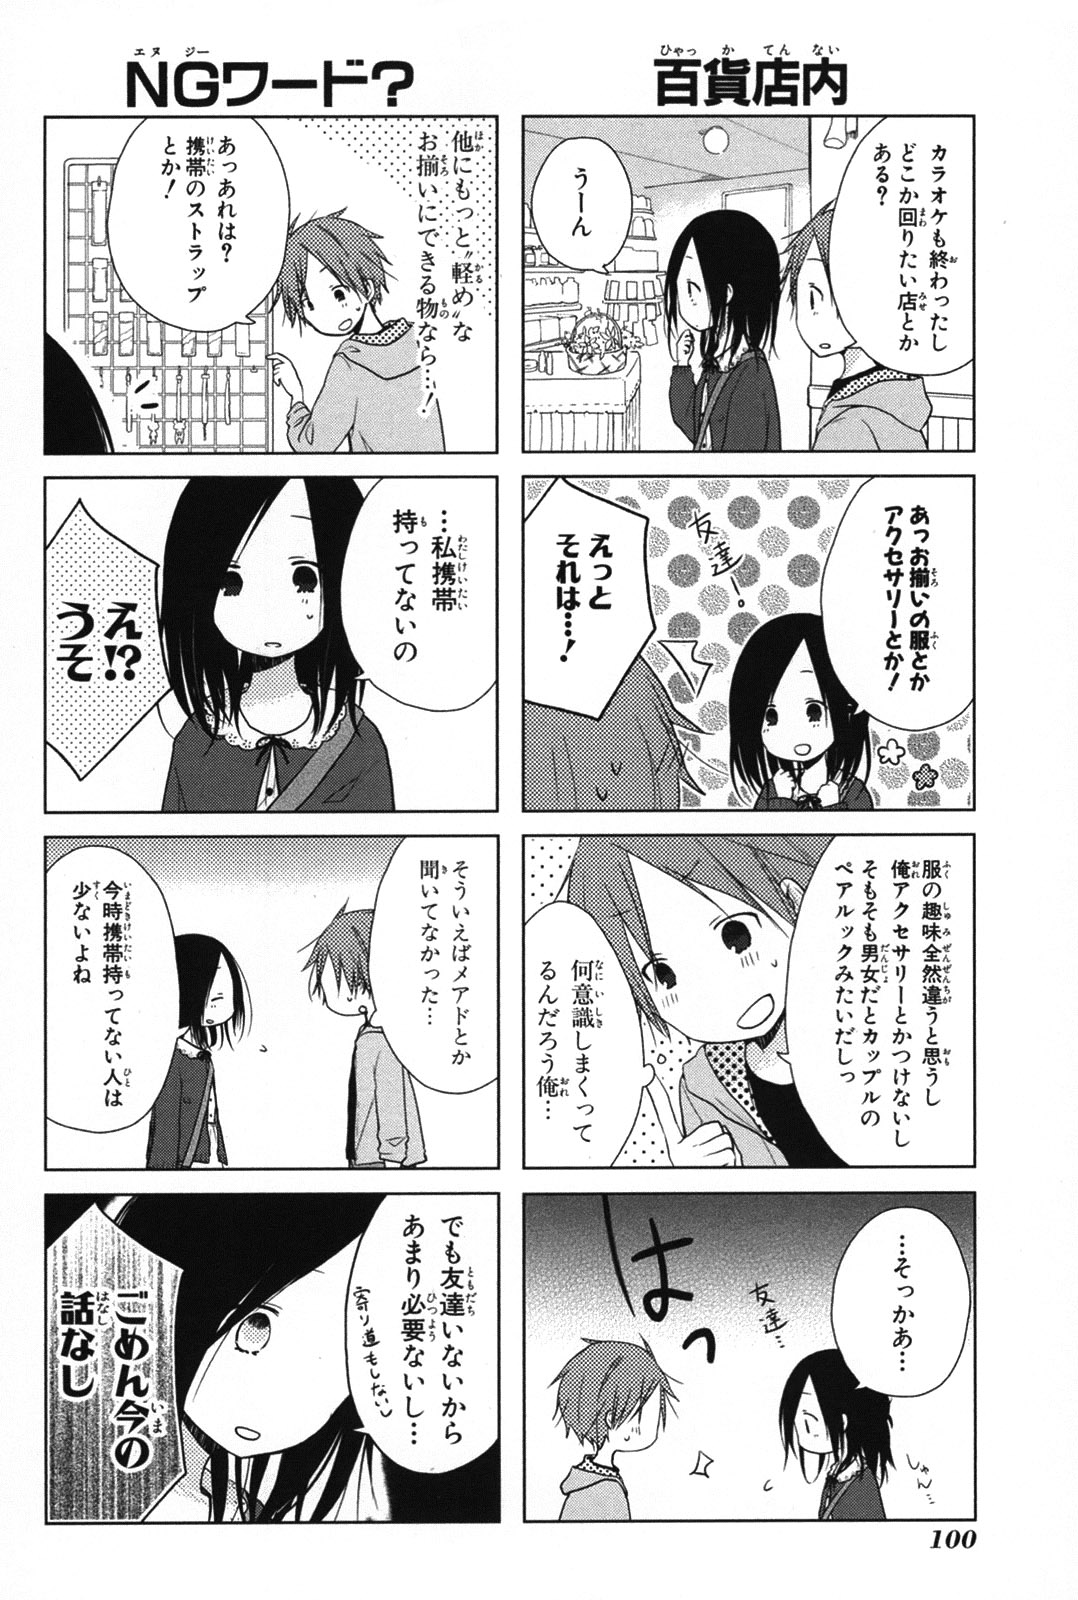 百貨店内
ひゃっかてんない
カラオケも終わったし
どこか回りたい店とか
ある？
うーん
あっお揃いの服とか
アクセサリーとか！
友達！。
えっと
それは…！
服の趣味全然違うと思うし
俺アクセサリーとかつけないし
そもそも男女だとカップルの
ペアルックみたいだしっ
何意識しまくって
るんだろう俺…
…そっかあ…
はっ
友達…
しゅん…
NGワード？
エヌジー
他にもっと〝軽め〟な
お揃いにできる物なら…！
あっあれは？
携帯のストラップ
とか！
…私携帯
持ってないの
え!?
うそ
そういえばメアドとか
聞いてなかった…
今時携帯持ってない人は
少ないよね
でも友達いないから
あまり必要ないし…
寄り道もしない
ごめん今の
話なし
100